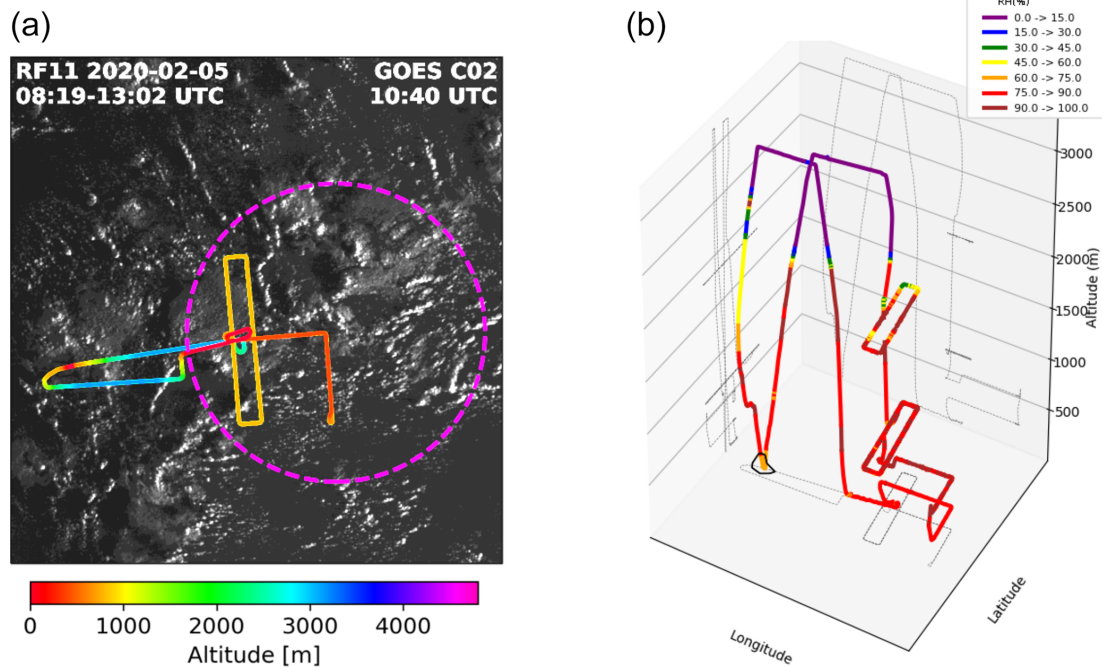 (a)
RF11 2020-02-05
08:19-13:02 UTC
GOES C02
10:40 UTC
0
1000
2000
3000
4000
Altitude [m]
(b)
RH(%)
0.0 -> 15.0
15.0 -> 30.0
30.0 -> 45.0
45.0 -> 60.0
60.0 -> 75.0
75.0 -> 90.0
90.0 -> 100.0
3000
2500
2000
1500
1000
500
Altitude (m)
Latitude
Longitude